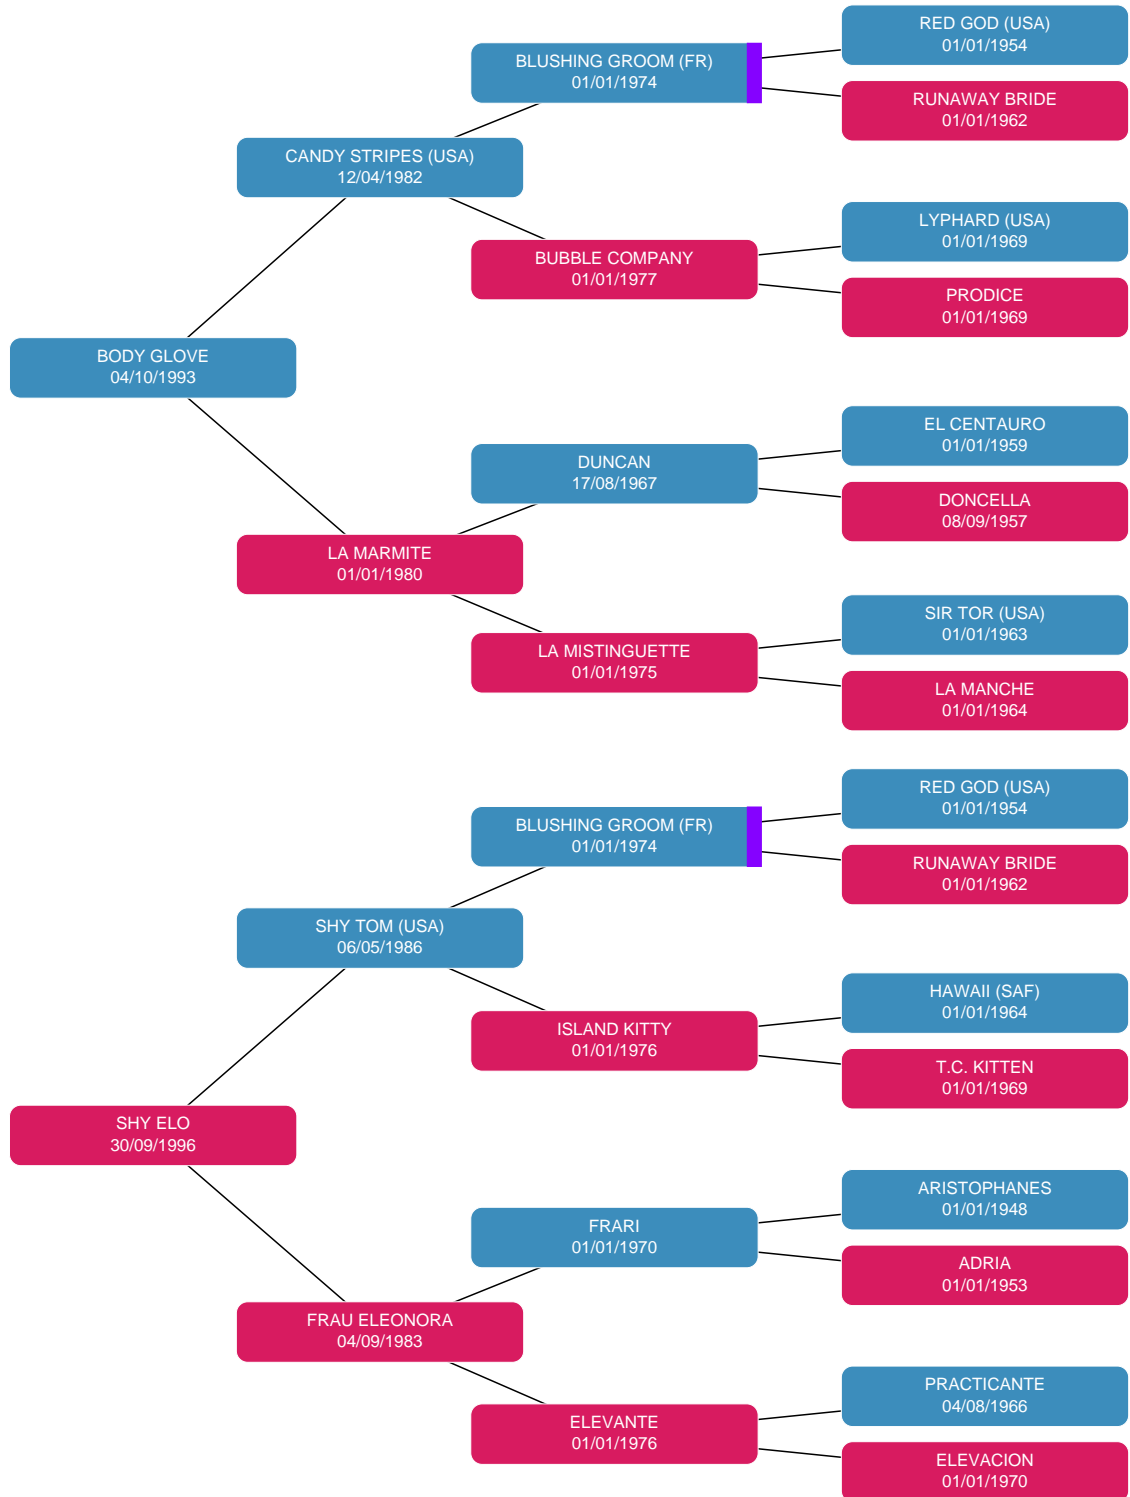 RED GOD (USA)
01/01/1954
BLUSHING GROOM (FR)
01/01/1974
RUNAWAY BRIDE
01/01/1962
CANDY STRIPES (USA)
12/04/1982
LYPHARD (USA)
01/01/1969
BUBBLE COMPANY
01/01/1977
PRODICE
01/01/1969
BODY GLOVE
04/10/1993
EL CENTAURO
01/01/1959
DUNCAN
17/08/1967
DONCELLA
08/09/1957
LA MARMITE
01/01/1980
SIR TOR (USA)
01/01/1963
LA MISTINGUETTE
01/01/1975
LA MANCHE
01/01/1964
RED GOD (USA)
01/01/1954
BLUSHING GROOM (FR)
01/01/1974
RUNAWAY BRIDE
01/01/1962
SHY TOM (USA)
06/05/1986
HAWAII (SAF)
01/01/1964
ISLAND KITTY
01/01/1976
T.C. KITTEN
01/01/1969
SHY ELO
30/09/1996
ARISTOPHANES
01/01/1948
FRARI
01/01/1970
ADRIA
01/01/1953
FRAU ELEONORA
04/09/1983
PRACTICANTE
04/08/1966
ELEVANTE
01/01/1976
ELEVACION
01/01/1970